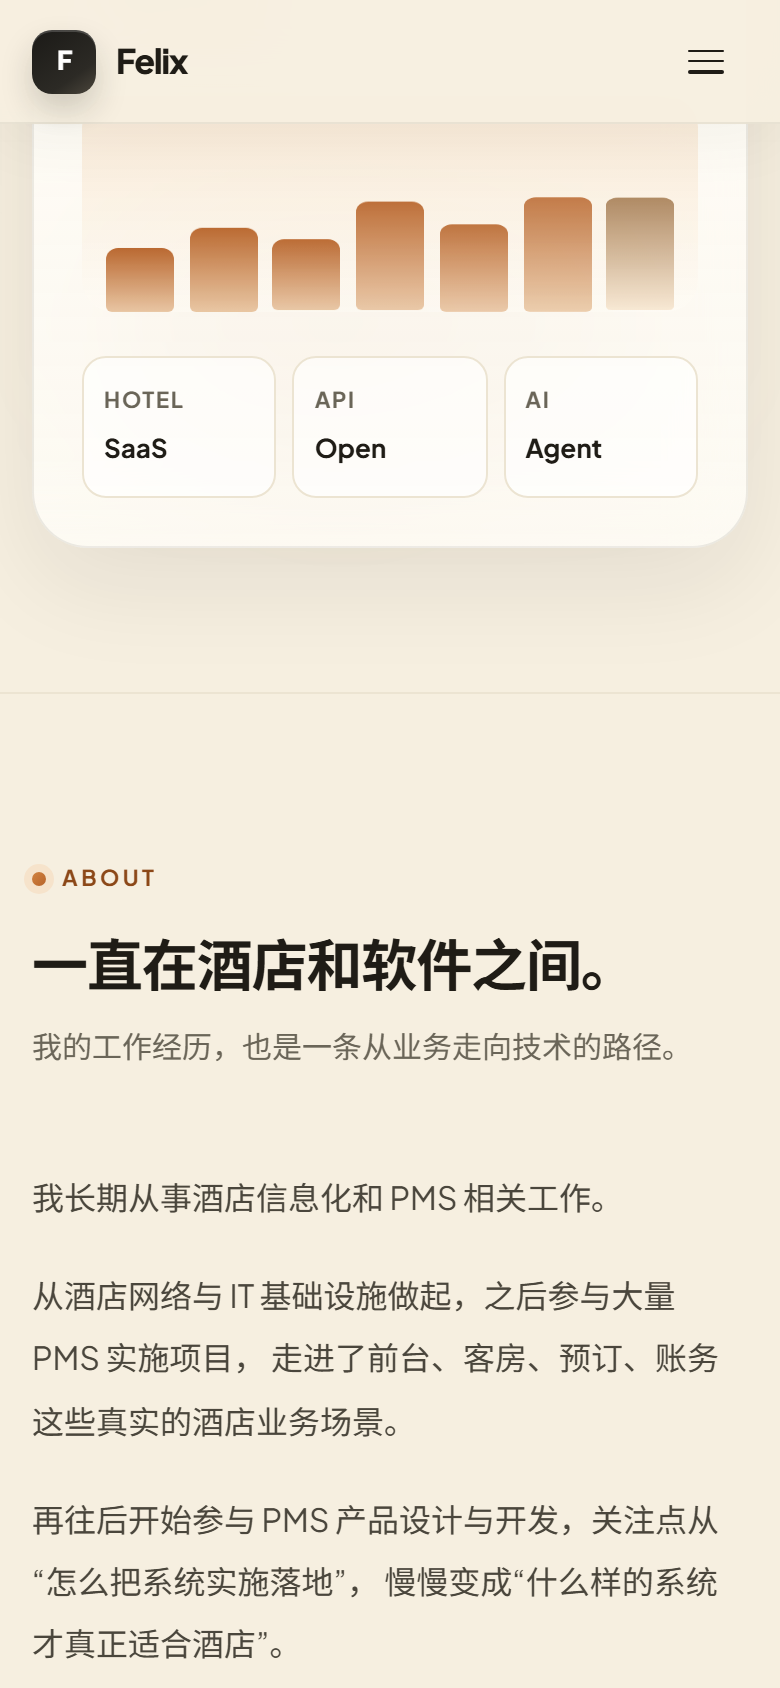 F
Felix
HOTEL
SaaS
API
Open
AI
Agent
ABOUT
一直在酒店和软件之间。
我的工作经历，也是一条从业务走向技术的路径。
我长期从事酒店信息化和 PMS 相关工作。
从酒店网络与 IT 基础设施做起，之后参与大量
PMS 实施项目， 走进了前台、客房、预订、账务
这些真实的酒店业务场景。
再往后开始参与 PMS 产品设计与开发，关注点从
“怎么把系统实施落地”， 慢慢变成“什么样的系统
才真正适合酒店”。